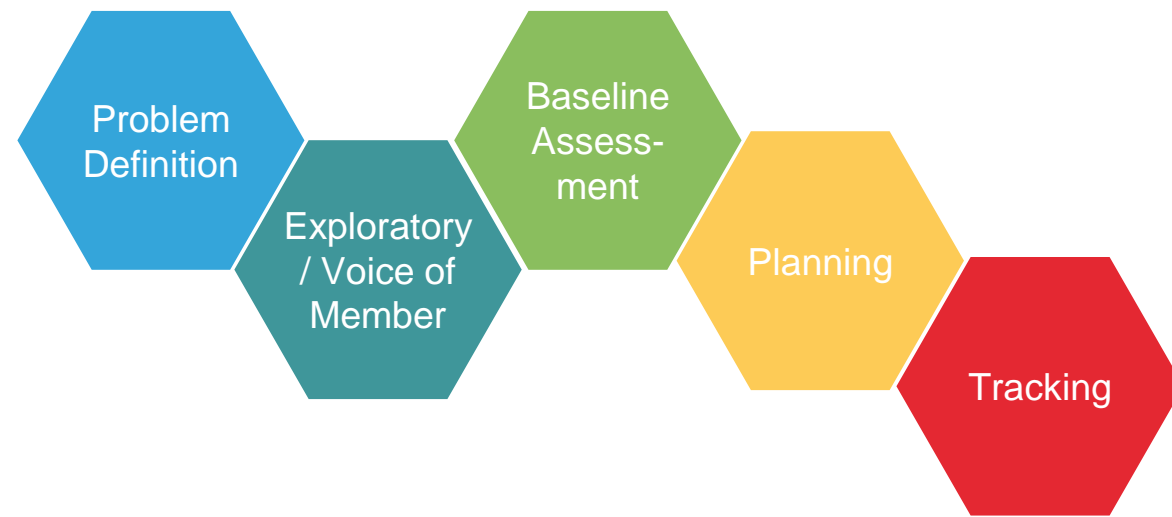 Problem
Definition
Exploratory
/ Voice of
Member
Baseline
Assess-
ment
Planning
Tracking